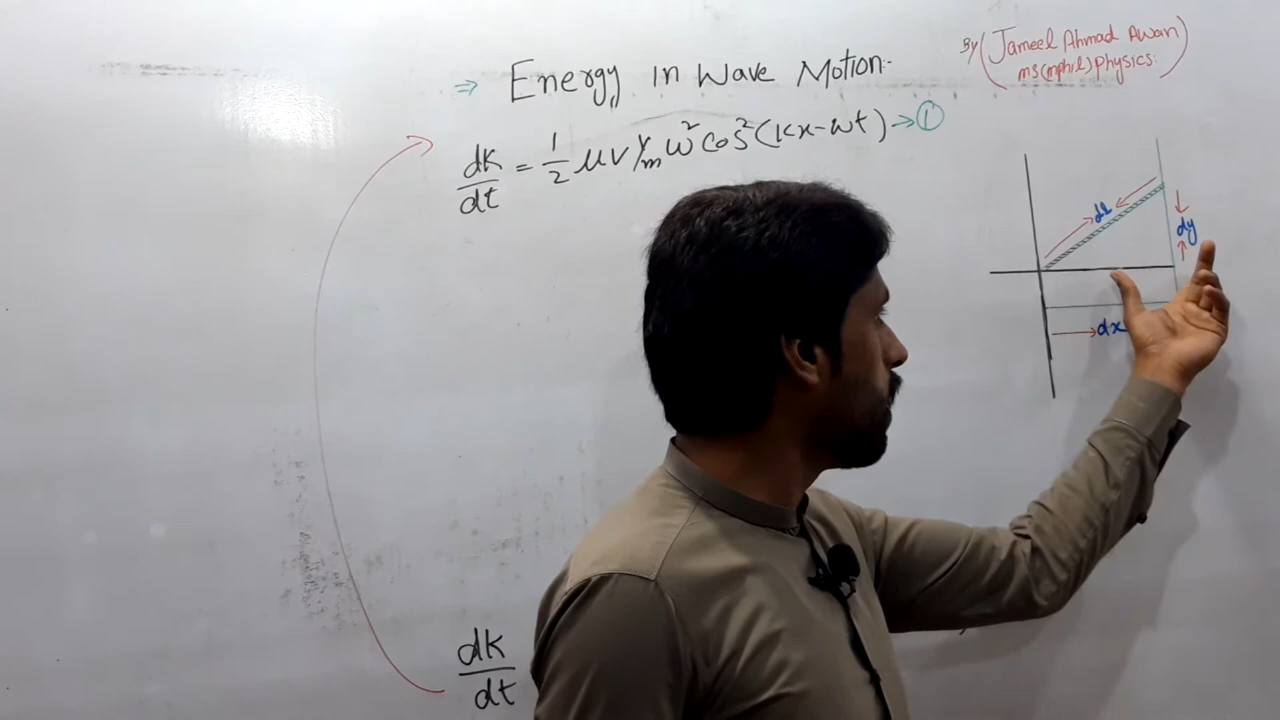 ⇒ Energy in Wave Motion:-
By (Jameel Ahmad Awan)
ms(mphil)Physics:
dK/dt = 1/2 μv y²m ω² Cos²(Kx-ωt) → ①
dl
dy
dx
dK/dt